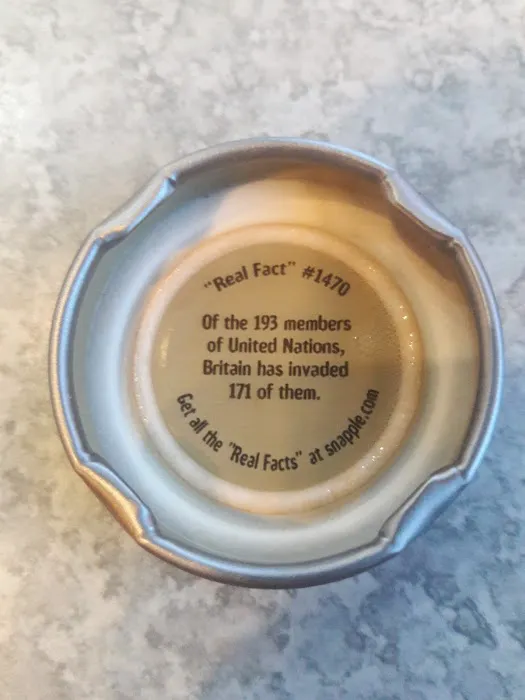 "Real Fact" #1470
Of the 193 members
of United Nations,
Britain has invaded
171 of them.
Get all the "Real Facts" at snapple.com